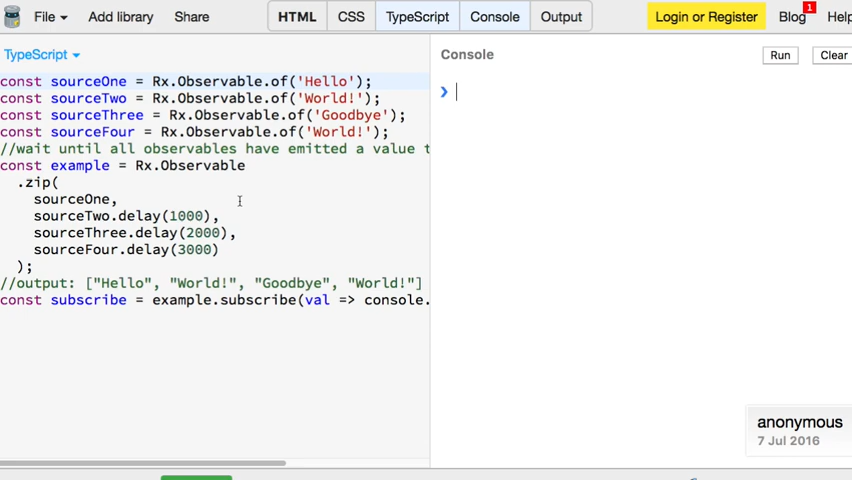 File Add library Share HTML CSS TypeScript Console Output Login or Register Blog 1
TypeScript
Console Run Clear
const sourceOne = Rx.Observable.of('Hello');
const sourceTwo = Rx.Observable.of('World!');
const sourceThree = Rx.Observable.of('Goodbye');
const sourceFour = Rx.Observable.of('World!');
//wait until all observables have emitted a value
const example = Rx.Observable
.zip(
sourceOne,
sourceTwo.delay(1000),
sourceThree.delay(2000),
sourceFour.delay(3000)
);
//output: ["Hello", "World!", "Goodbye", "World!"]
const subscribe = example.subscribe(val => console.
anonymous
7 Jul 2016